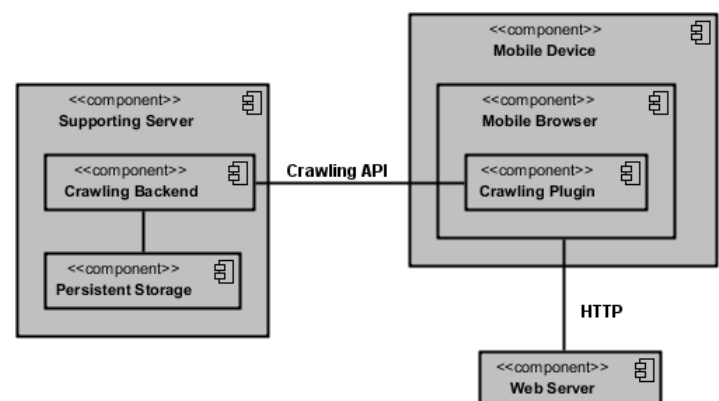 <<component>>
Mobile Device
<<component>>
Supporting Server
<<component>>
Mobile Browser
<<component>>
Crawling Backend
Crawling API
<<component>>
Crawling Plugin
<<component>>
Persistent Storage
HTTP
<<component>>
Web Server